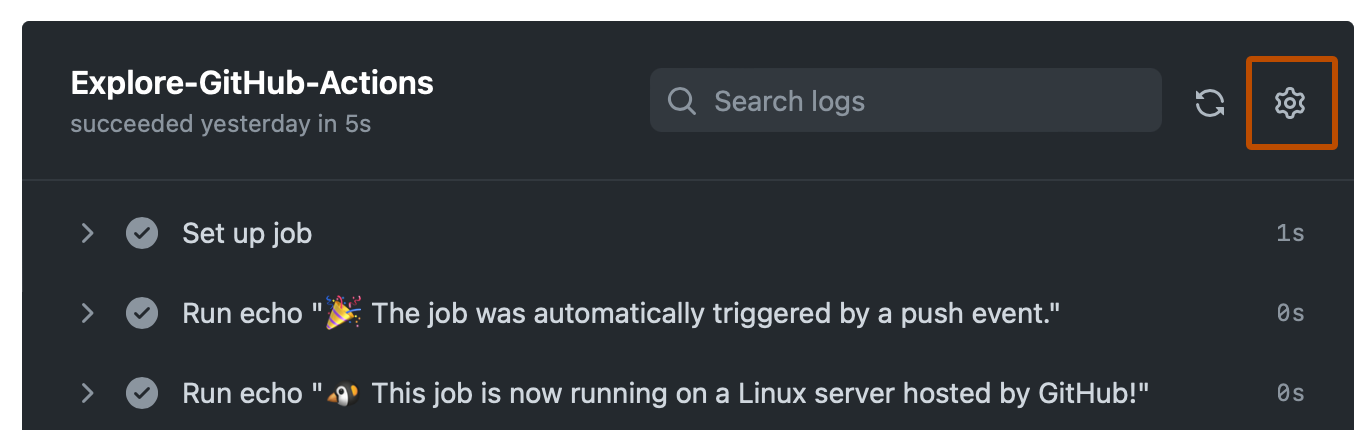 Explore-GitHub-Actions
succeeded yesterday in 5s
Search logs
Set up job 1s
Run echo "🎉 The job was automatically triggered by a push event." 0s
Run echo "🐧 This job is now running on a Linux server hosted by GitHub!" 0s